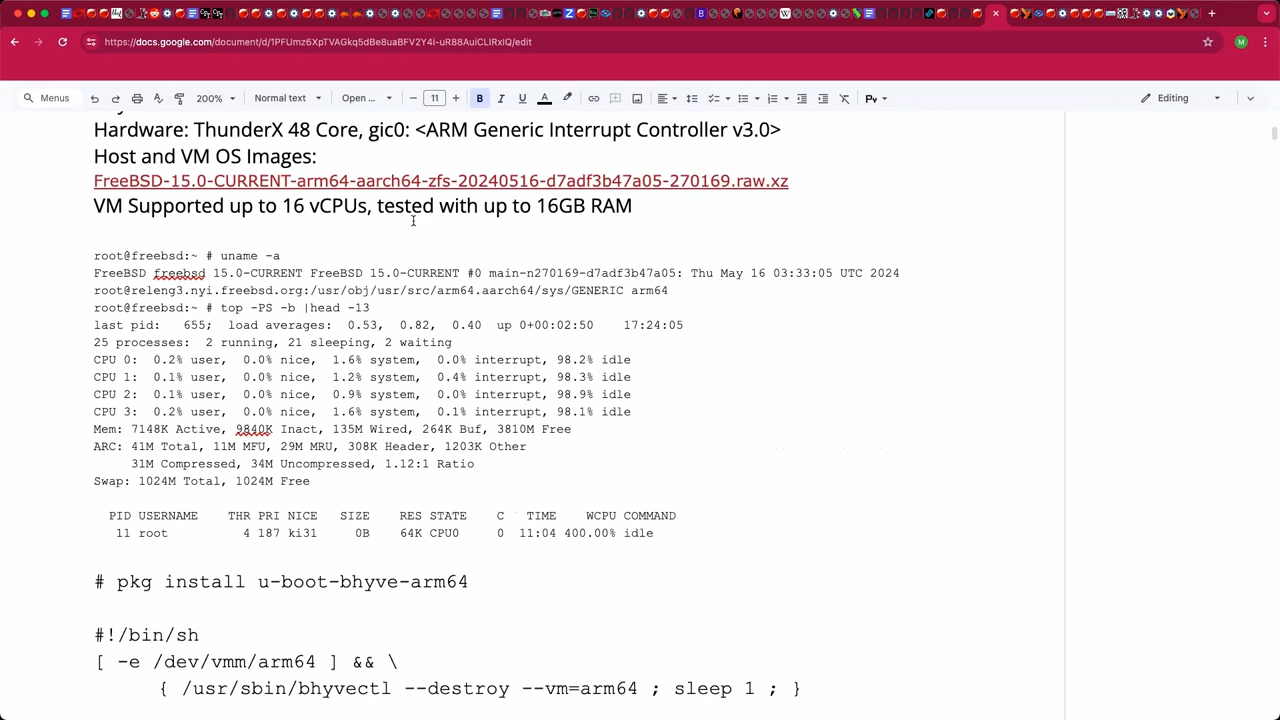 https://docs.google.com/document/d/1PFUmz6XpTVAGkq5dBe8uaBFV2Y4i-uR88AuiCLIRxIQ/edit
M
Menus
200%
Normal text
Open ...
11
B
I
U
A
Editing
Hardware: ThunderX 48 Core, gic0: <ARM Generic Interrupt Controller v3.0>
Host and VM OS Images:
FreeBSD-15.0-CURRENT-arm64-aarch64-zfs-20240516-d7adf3b47a05-270169.raw.xz
VM Supported up to 16 vCPUs, tested with up to 16GB RAM
root@freebsd:~ # uname -a
FreeBSD freebsd 15.0-CURRENT FreeBSD 15.0-CURRENT #0 main-n270169-d7adf3b47a05: Thu May 16 03:33:05 UTC 2024
root@releng3.nyi.freebsd.org:/usr/obj/usr/src/arm64.aarch64/sys/GENERIC arm64
root@freebsd:~ # top -PS -b |head -13
last pid:   655;  load averages:  0.53,  0.82,  0.40  up 0+00:02:50    17:24:05
25 processes:  2 running, 21 sleeping, 2 waiting
CPU 0:  0.2% user,  0.0% nice,  1.6% system,  0.0% interrupt, 98.2% idle
CPU 1:  0.1% user,  0.0% nice,  1.2% system,  0.4% interrupt, 98.3% idle
CPU 2:  0.1% user,  0.0% nice,  0.9% system,  0.0% interrupt, 98.9% idle
CPU 3:  0.2% user,  0.0% nice,  1.6% system,  0.1% interrupt, 98.1% idle
Mem: 7148K Active, 9840K Inact, 135M Wired, 264K Buf, 3810M Free
ARC: 41M Total, 11M MFU, 29M MRU, 308K Header, 1203K Other
     31M Compressed, 34M Uncompressed, 1.12:1 Ratio
Swap: 1024M Total, 1024M Free
  PID USERNAME    THR PRI NICE   SIZE    RES STATE    C   TIME    WCPU COMMAND
   11 root          4 187 ki31     0B    64K CPU0     0  11:04 400.00% idle
# pkg install u-boot-bhyve-arm64
#!/bin/sh
[ -e /dev/vmm/arm64 ] && \
     { /usr/sbin/bhyvectl --destroy --vm=arm64 ; sleep 1 ; }